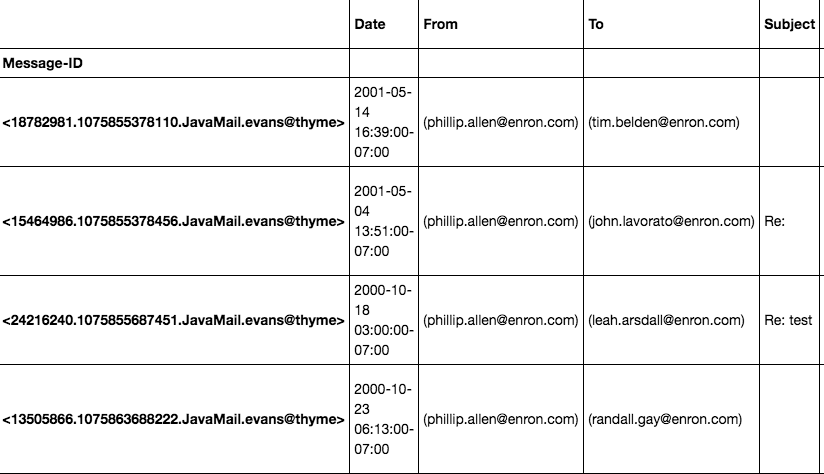 Date From To Subject
Message-ID
2001-05-
14
<18782981.1075855378110.JavaMail.evans@thyme> (phillip.allen@enron.com) (tim.belden@enron.com)
16:39:00-
07:00
2001-05-
04
<15464986.1075855378456.JavaMail.evans@thyme> (phillip.allen@enron.com) (john.lavorato@enron.com) Re:
13:51:00-
07:00
2000-10-
18
<24216240.1075855687451.JavaMail.evans@thyme> (phillip.allen@enron.com) (leah.arsdall@enron.com) Re: test
03:00:00-
07:00
2000-10-
23
<13505866.1075863688222.JavaMail.evans@thyme> (phillip.allen@enron.com) (randall.gay@enron.com)
06:13:00-
07:00